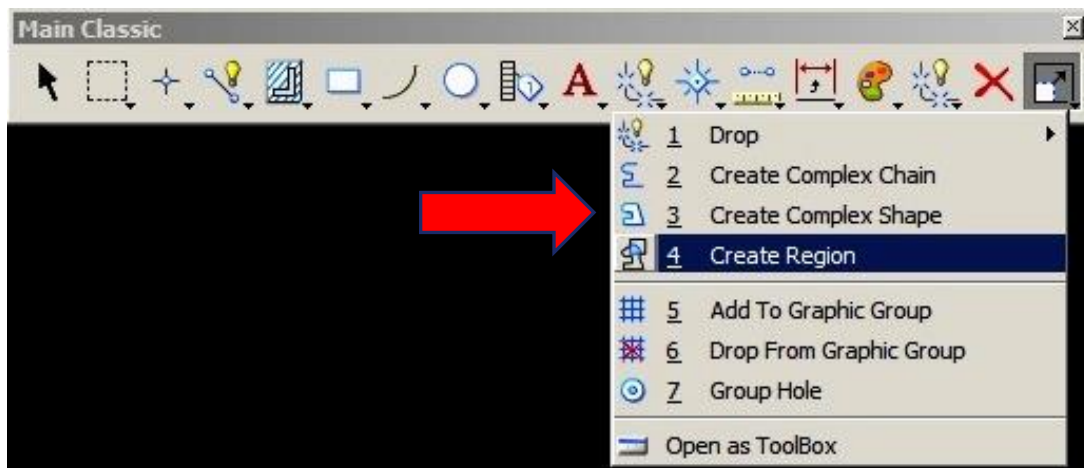 Main Classic
A
1 Drop
2 Create Complex Chain
3 Create Complex Shape
4 Create Region
5 Add To Graphic Group
6 Drop From Graphic Group
7 Group Hole
Open as ToolBox